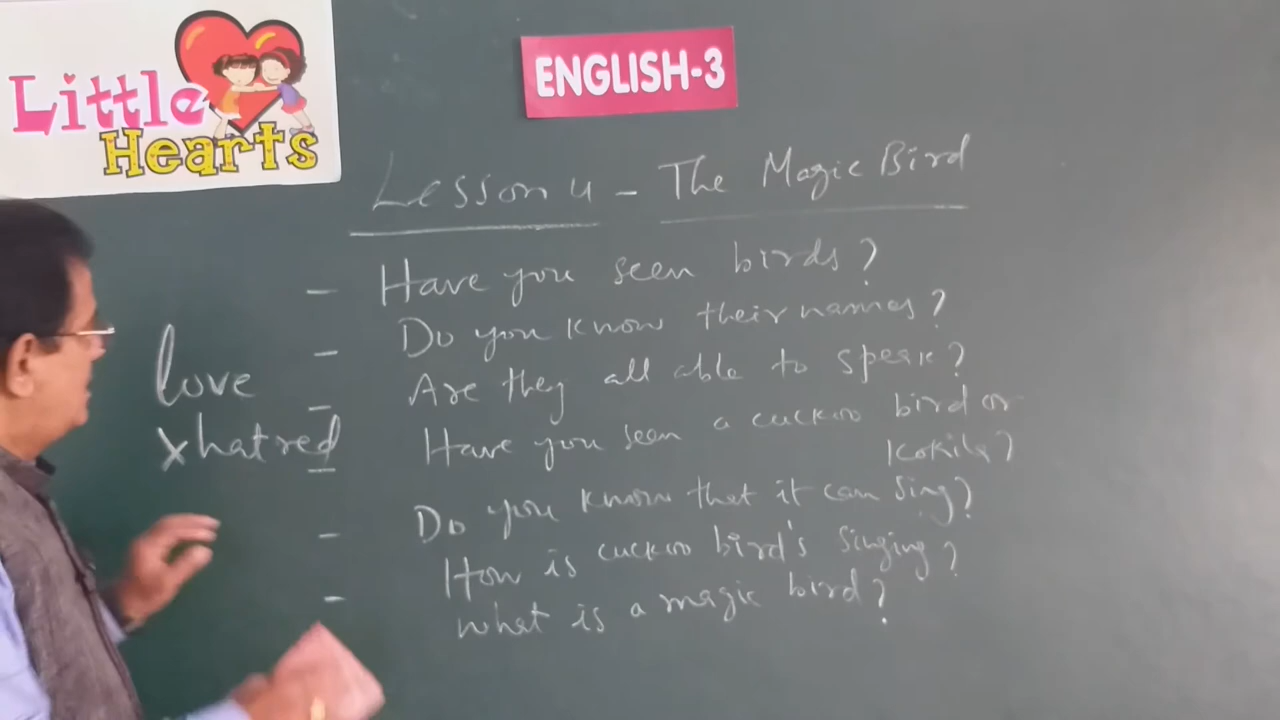 Little
Hearts
ENGLISH-3
Lesson 4 - The Magic Bird
- Have you seen birds?
- Do you know their names?
- Are they all able to speak?
- Have you seen a cuckoo bird or
Kokila?
- Do you know that it can sing?
- How is cuckoo bird's singing?
What is a magic bird?
love
x hatred